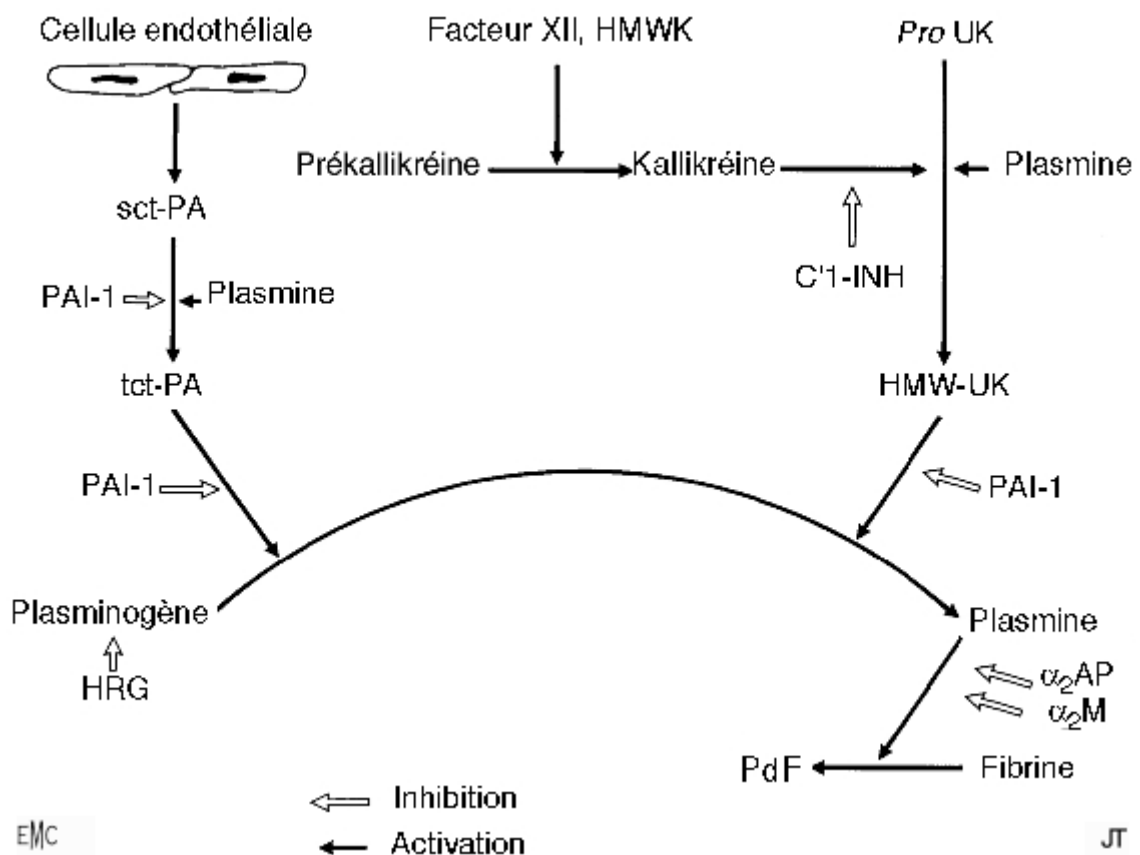 Cellule endothéliale
Facteur XII, HMWK
Pro UK
Prékallikréine
Kallikréine
Plasmine
sct-PA
C'1-INH
PAI-1
Plasmine
tct-PA
HMW-UK
PAI-1
PAI-1
Plasminogène
Plasmine
HRG
α₂AP
α₂M
PdF
Fibrine
Inhibition
Activation
EMC
JT